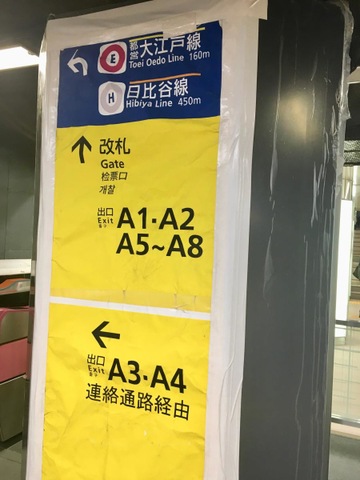 E 都営 大江戸線
Toei Oedo Line 160m
H 日比谷線
Hibiya Line 450m
改札
Gate
检票口
개찰
出口 Exit A1・A2
A5～A8
出口 Exit A3・A4
連絡通路経由